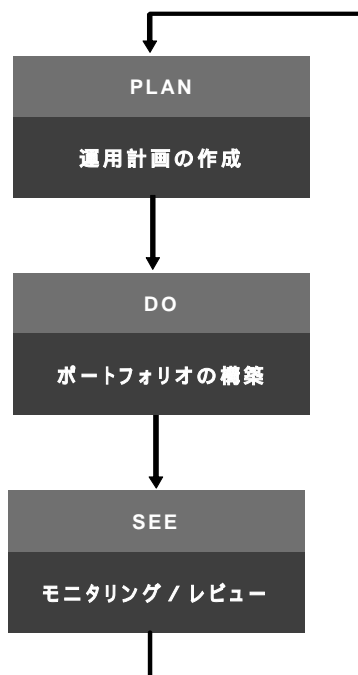 PLAN
運用計画の作成
DO
ポートフォリオの構築
SEE
モニタリング / レビュー